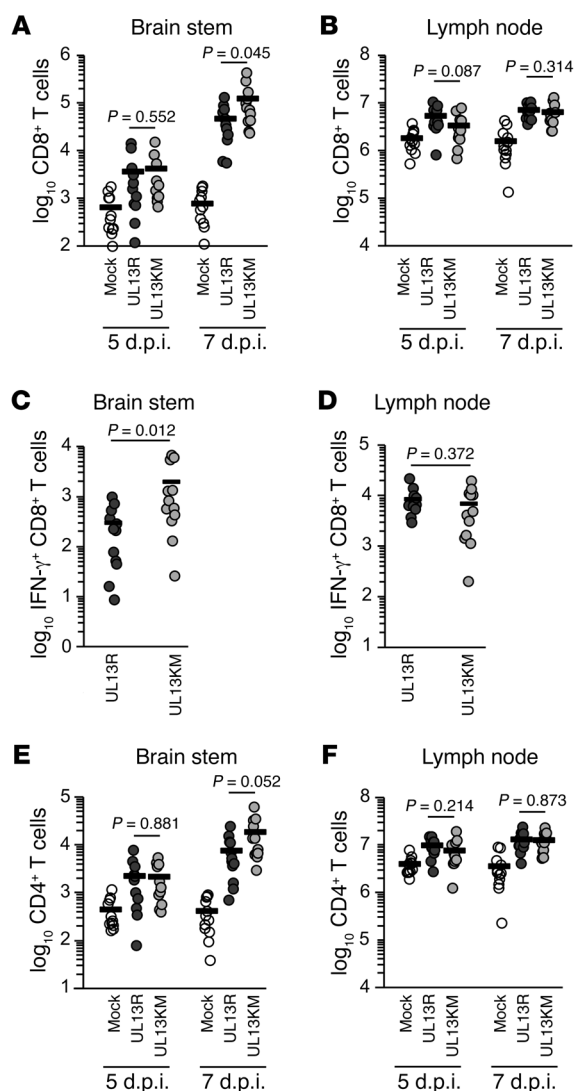 A
Brain stem
log10 CD8+ T cells
6
5
4
3
2
P = 0.552
P = 0.045
Mock
UL13R
UL13KM
Mock
UL13R
UL13KM
5 d.p.i.
7 d.p.i.
B
Lymph node
log10 CD8+ T cells
8
7
6
5
4
P = 0.087
P = 0.314
Mock
UL13R
UL13KM
Mock
UL13R
UL13KM
5 d.p.i.
7 d.p.i.
C
Brain stem
log10 IFN-γ+ CD8+ T cells
4
3
2
1
0
P = 0.012
UL13R
UL13KM
D
Lymph node
log10 IFN-γ+ CD8+ T cells
5
4
3
2
1
P = 0.372
UL13R
UL13KM
E
Brain stem
log10 CD4+ T cells
5
4
3
2
1
P = 0.881
P = 0.052
Mock
UL13R
UL13KM
Mock
UL13R
UL13KM
5 d.p.i.
7 d.p.i.
F
Lymph node
log10 CD4+ T cells
8
7
6
5
4
P = 0.214
P = 0.873
Mock
UL13R
UL13KM
Mock
UL13R
UL13KM
5 d.p.i.
7 d.p.i.